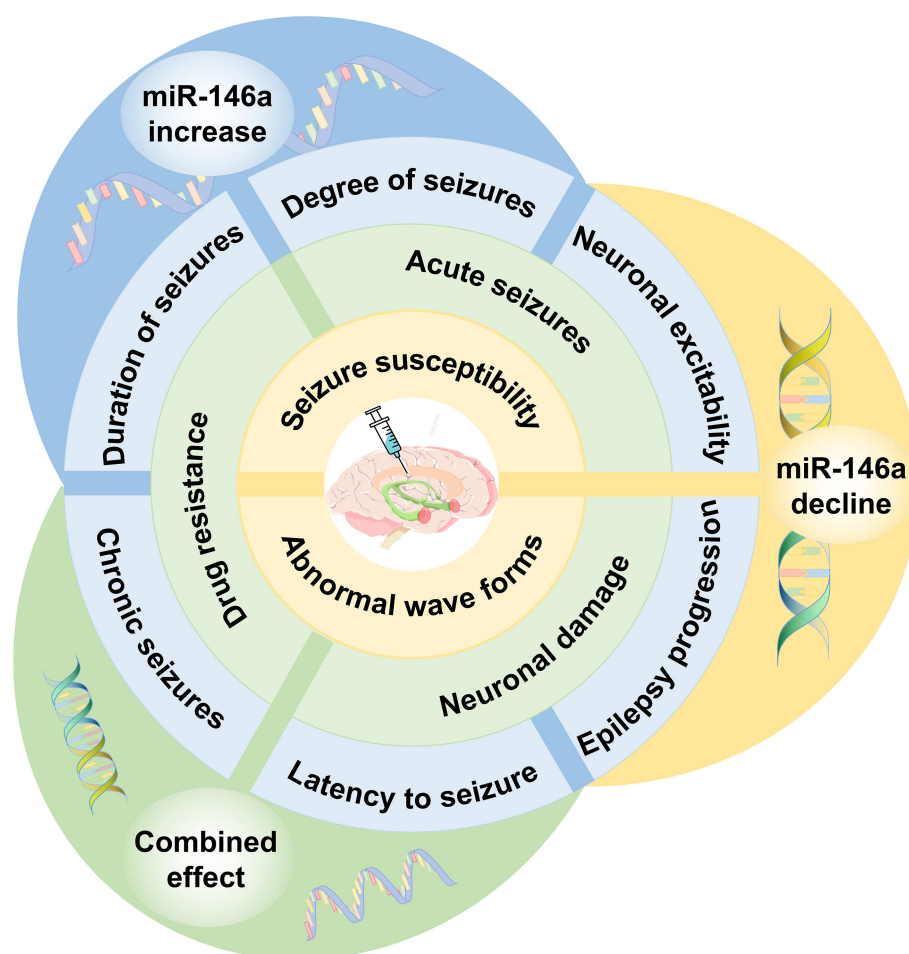 miR-146a
increase
Degree of seizures
Neuronal excitability
Duration of seizures
Acute seizures
Seizure susceptibility
Drug resistance
miR-146a
decline
Abnormal wave forms
Neuronal damage
Epilepsy progression
Chronic seizures
Latency to seizure
Combined
effect